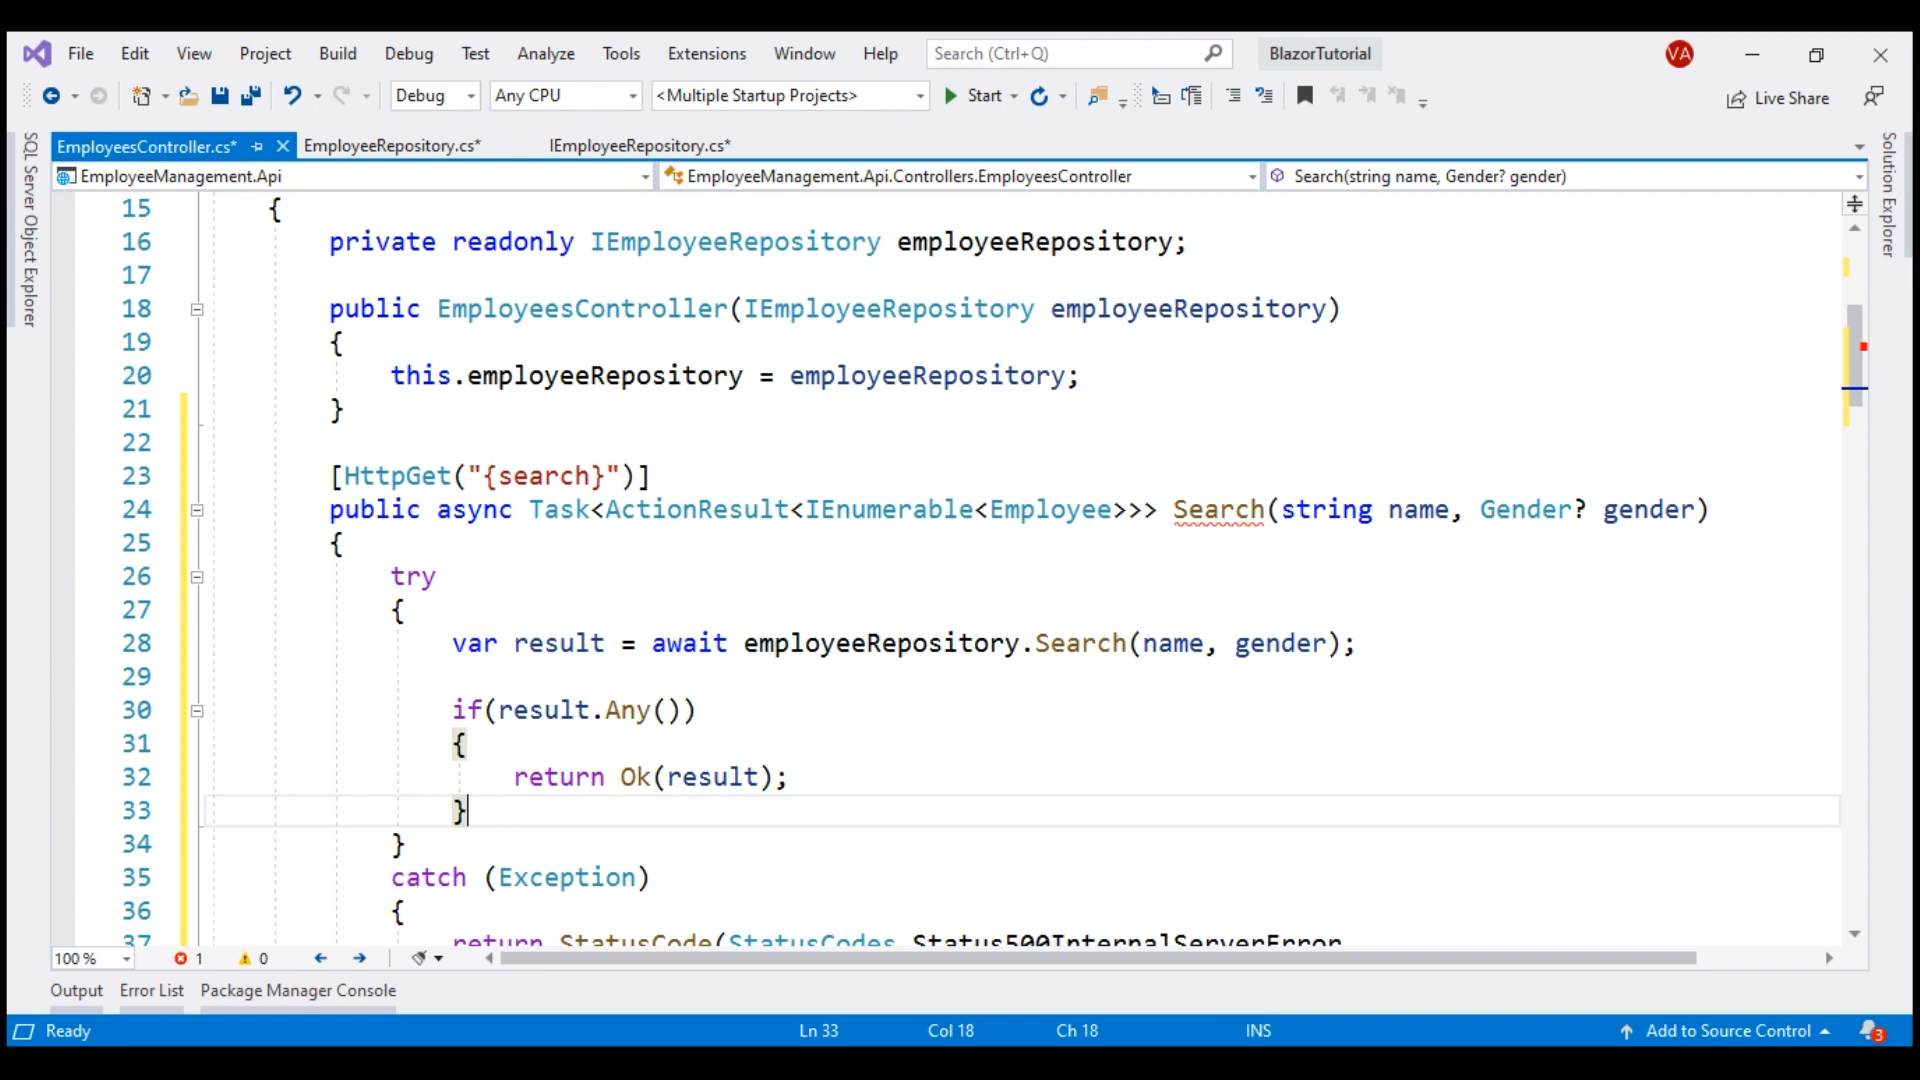 File Edit View Project Build Debug Test Analyze Tools Extensions Window Help Search (Ctrl+Q) BlazorTutorial VA
Debug Any CPU <Multiple Startup Projects> Start Live Share
SQL Server Object Explorer
Solution Explorer
EmployeesController.cs* EmployeeRepository.cs* IEmployeeRepository.cs*
EmployeeManagement.Api EmployeeManagement.Api.Controllers.EmployeesController Search(string name, Gender? gender)
15 {
16 private readonly IEmployeeRepository employeeRepository;
17
18 public EmployeesController(IEmployeeRepository employeeRepository)
19 {
20 this.employeeRepository = employeeRepository;
21 }
22
23 [HttpGet("{search}")]
24 public async Task<ActionResult<IEnumerable<Employee>>> Search(string name, Gender? gender)
25 {
26 try
27 {
28 var result = await employeeRepository.Search(name, gender);
29
30 if(result.Any())
31 {
32 return Ok(result);
33 }
34 }
35 catch (Exception)
36 {
37 return StatusCode(StatusCodes.Status500InternalServerError
100 % 1 0
Output Error List Package Manager Console
Ready Ln 33 Col 18 Ch 18 INS Add to Source Control 3